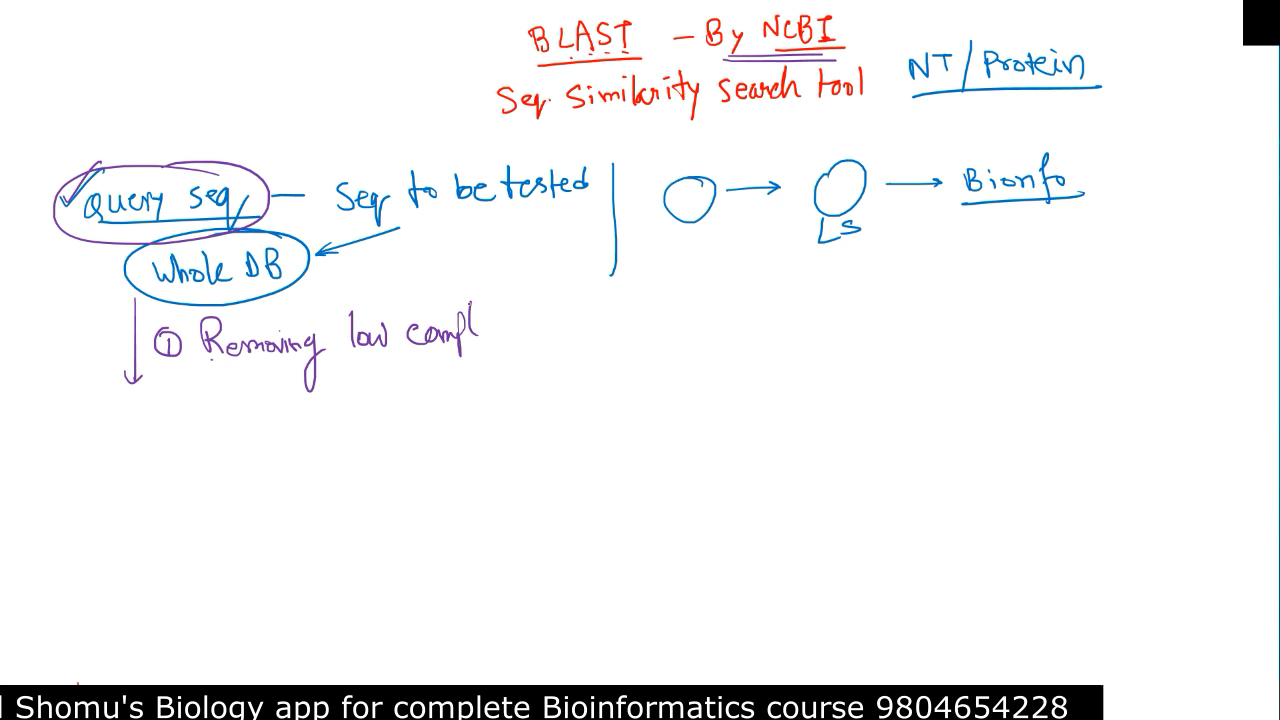 BLAST - By NCBI
Seq. Similarity search tool
NT/Protein
Query seq - Seq to be tested
Whole DB
LS
Bionfo
① Removing low compl
Shomu's Biology app for complete Bioinformatics course 9804654228